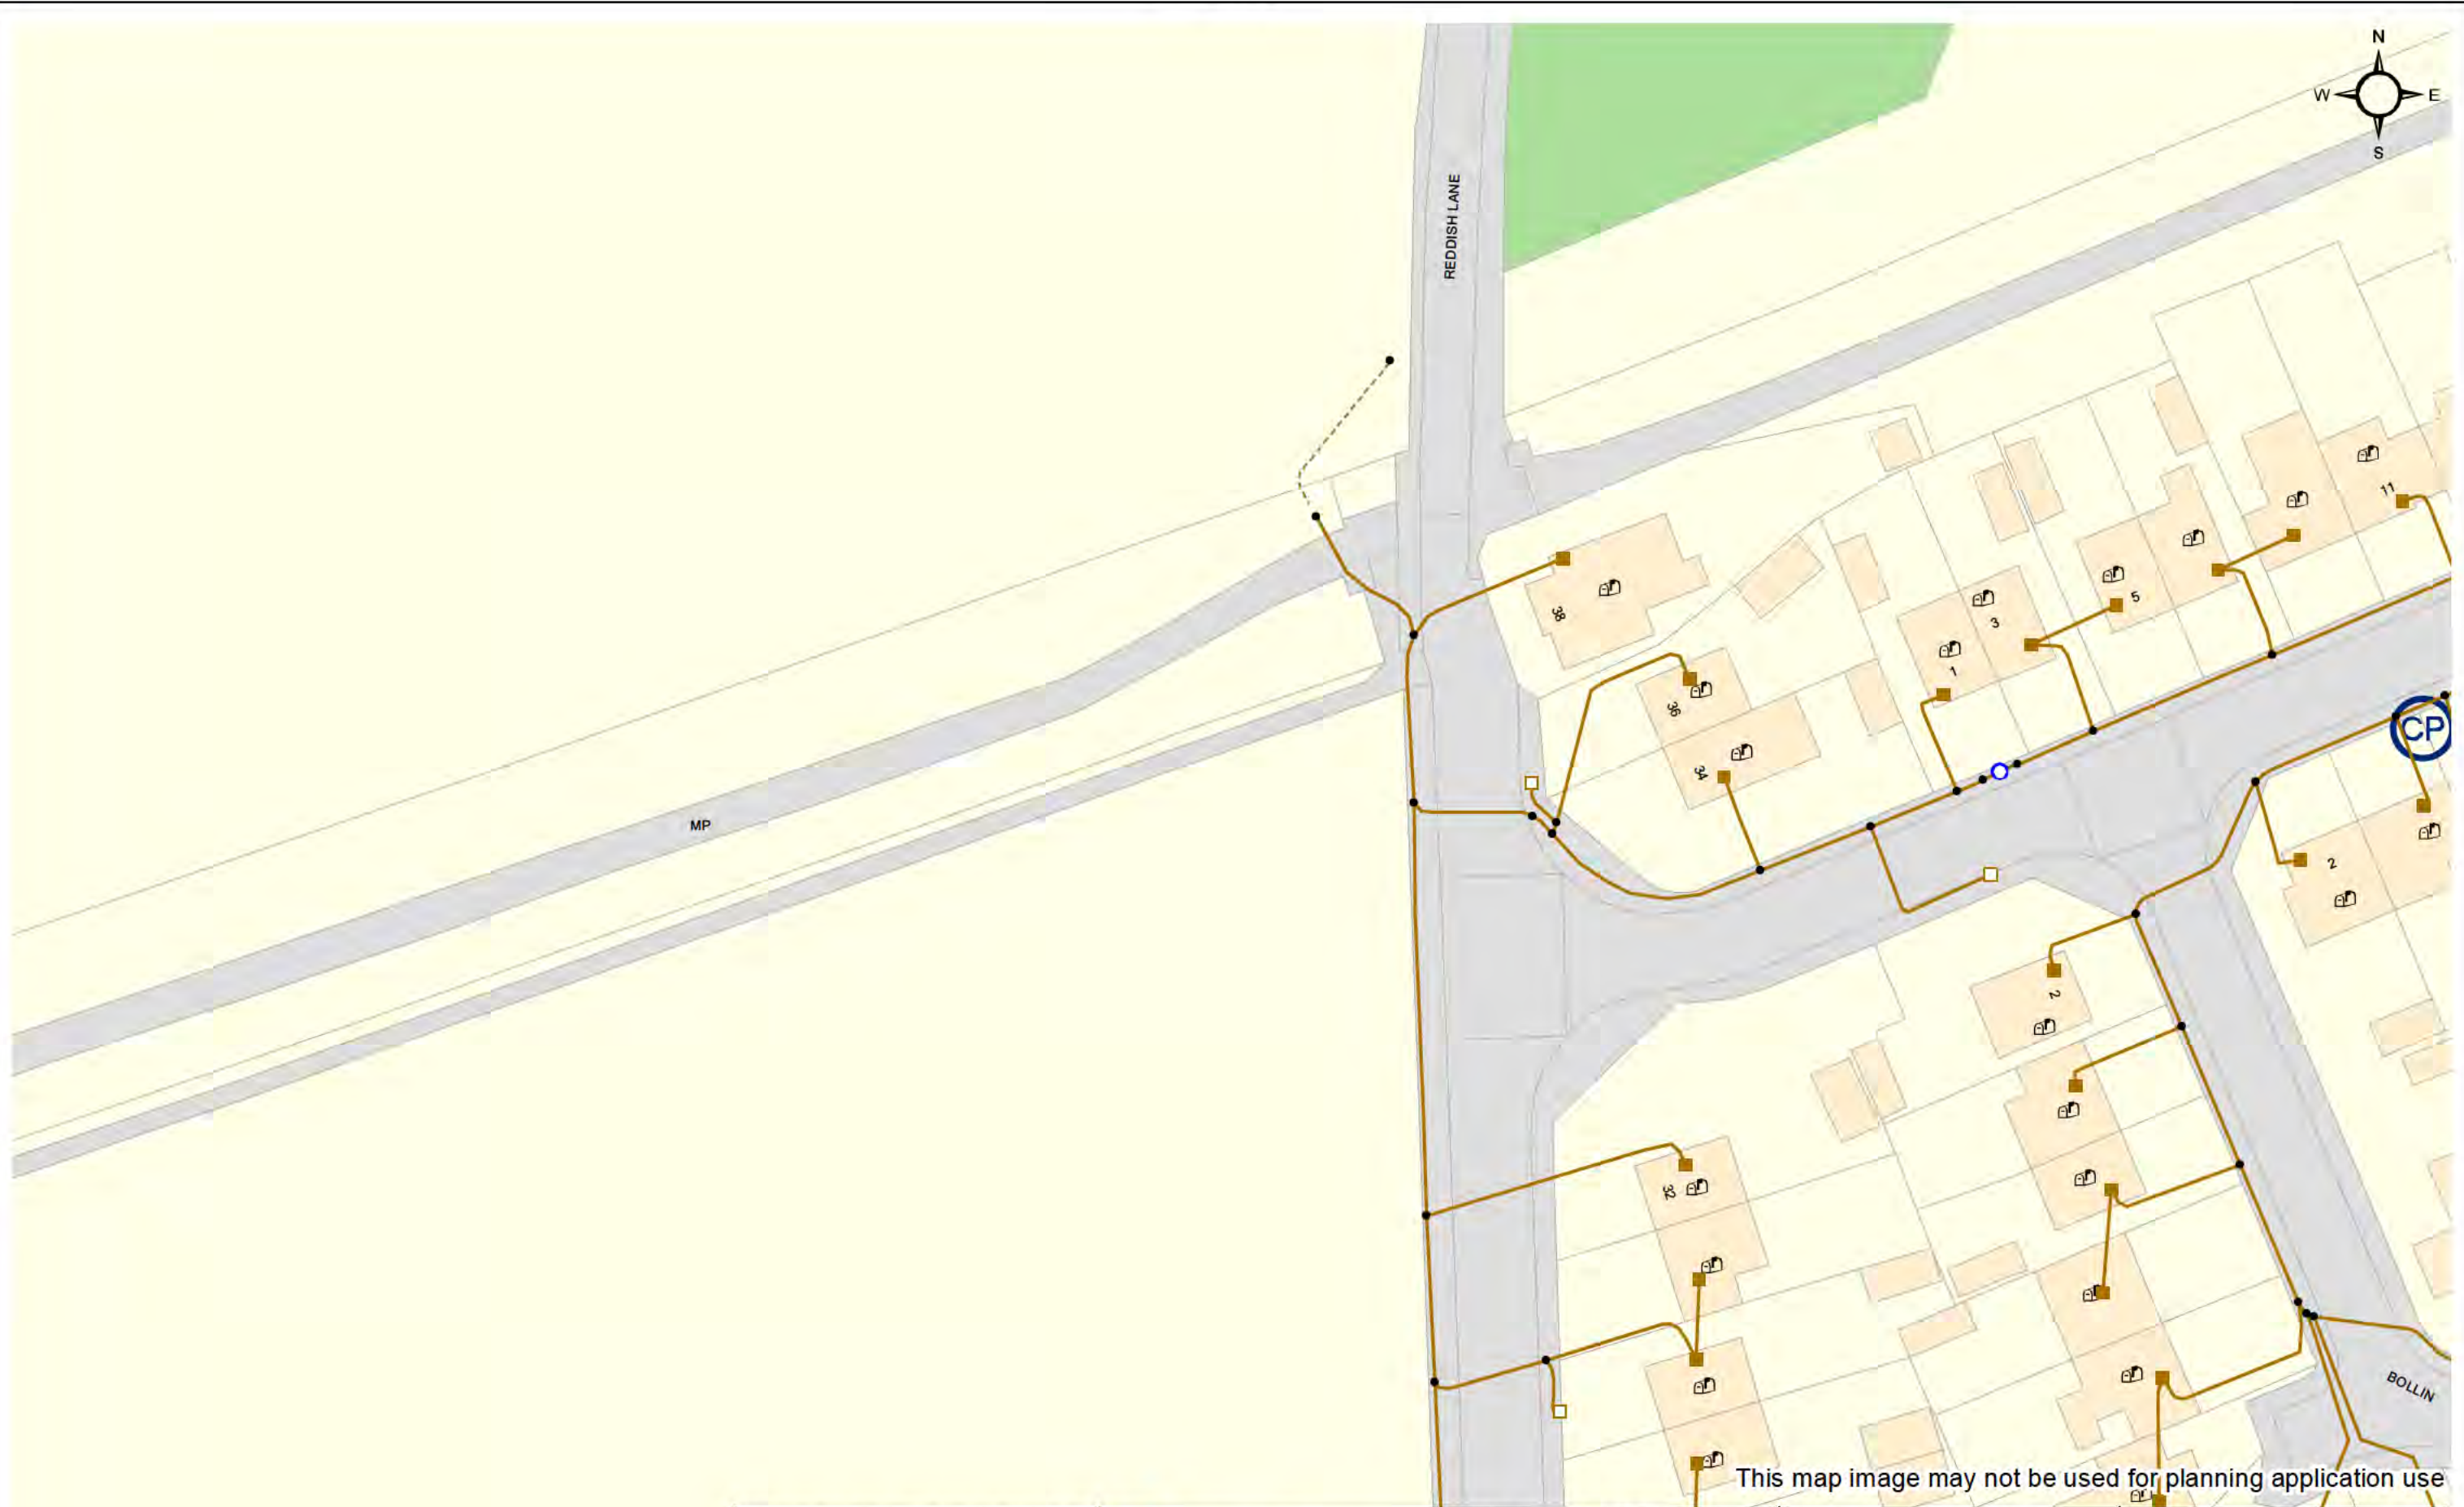 N
W E
S
REDDISH LANE
11
38
5
3
1
36
34
CP
MP
2
2
32
BOLLIN
This map image may not be used for planning application use